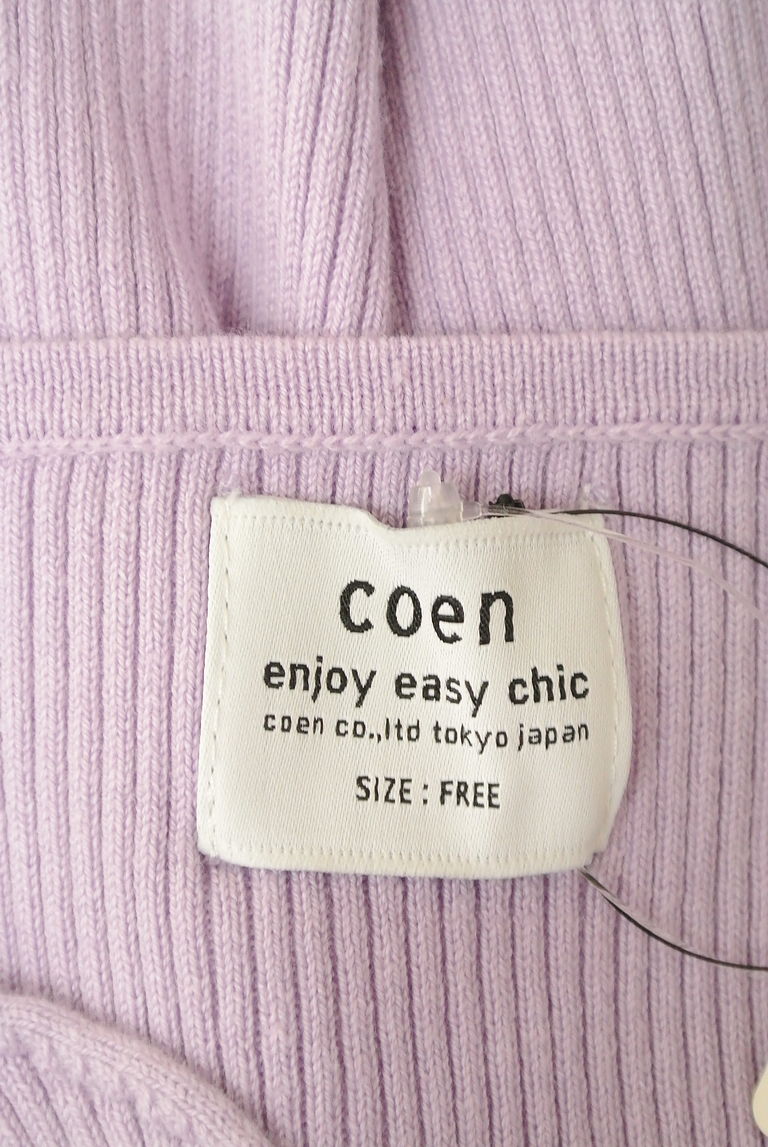 coen
enjoy easy chic
coen co.,ltd tokyo japan
SIZE : FREE